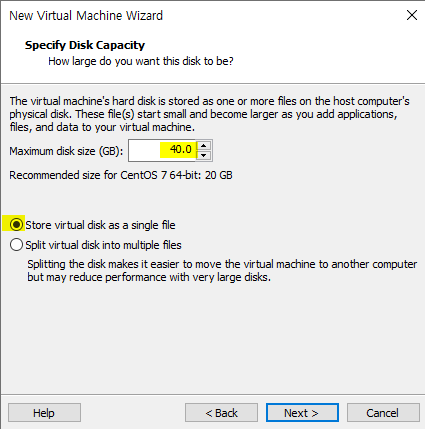 New Virtual Machine Wizard
Specify Disk Capacity
How large do you want this disk to be?
The virtual machine's hard disk is stored as one or more files on the host computer's
physical disk. These file(s) start small and become larger as you add applications,
files, and data to your virtual machine.
Maximum disk size (GB): 40.0
Recommended size for CentOS 7 64-bit: 20 GB
Store virtual disk as a single file
Split virtual disk into multiple files
Splitting the disk makes it easier to move the virtual machine to another computer
but may reduce performance with very large disks.
Help < Back Next > Cancel